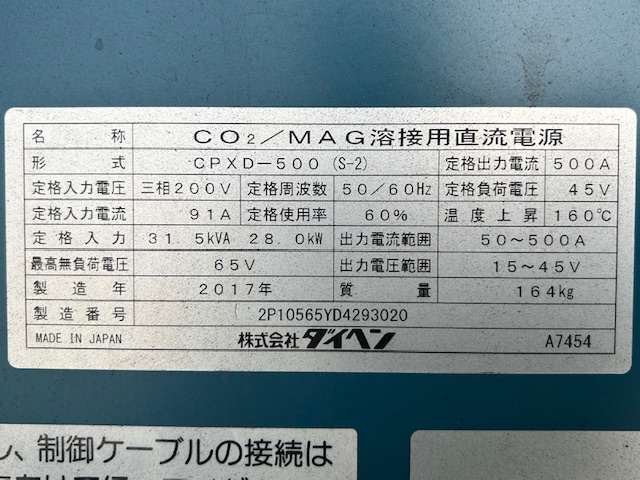 名称 CO₂/MAG溶接用直流電源
形式 CPXD-500 (S-2) 定格出力電流 500A
定格入力電圧 三相200V 定格周波数 50/60Hz 定格負荷電圧 45V
定格入力電流 91A 定格使用率 60% 温度上昇 160℃
定格入力 31.5kVA 28.0kW 出力電流範囲 50~500A
最高無負荷電圧 65V 出力電圧範囲 15~45V
製造年 2017年 質量 164kg
製造番号 2P10565YD4293020
MADE IN JAPAN 株式会社ダイヘン A7454
し、制御ケーブルの接続は